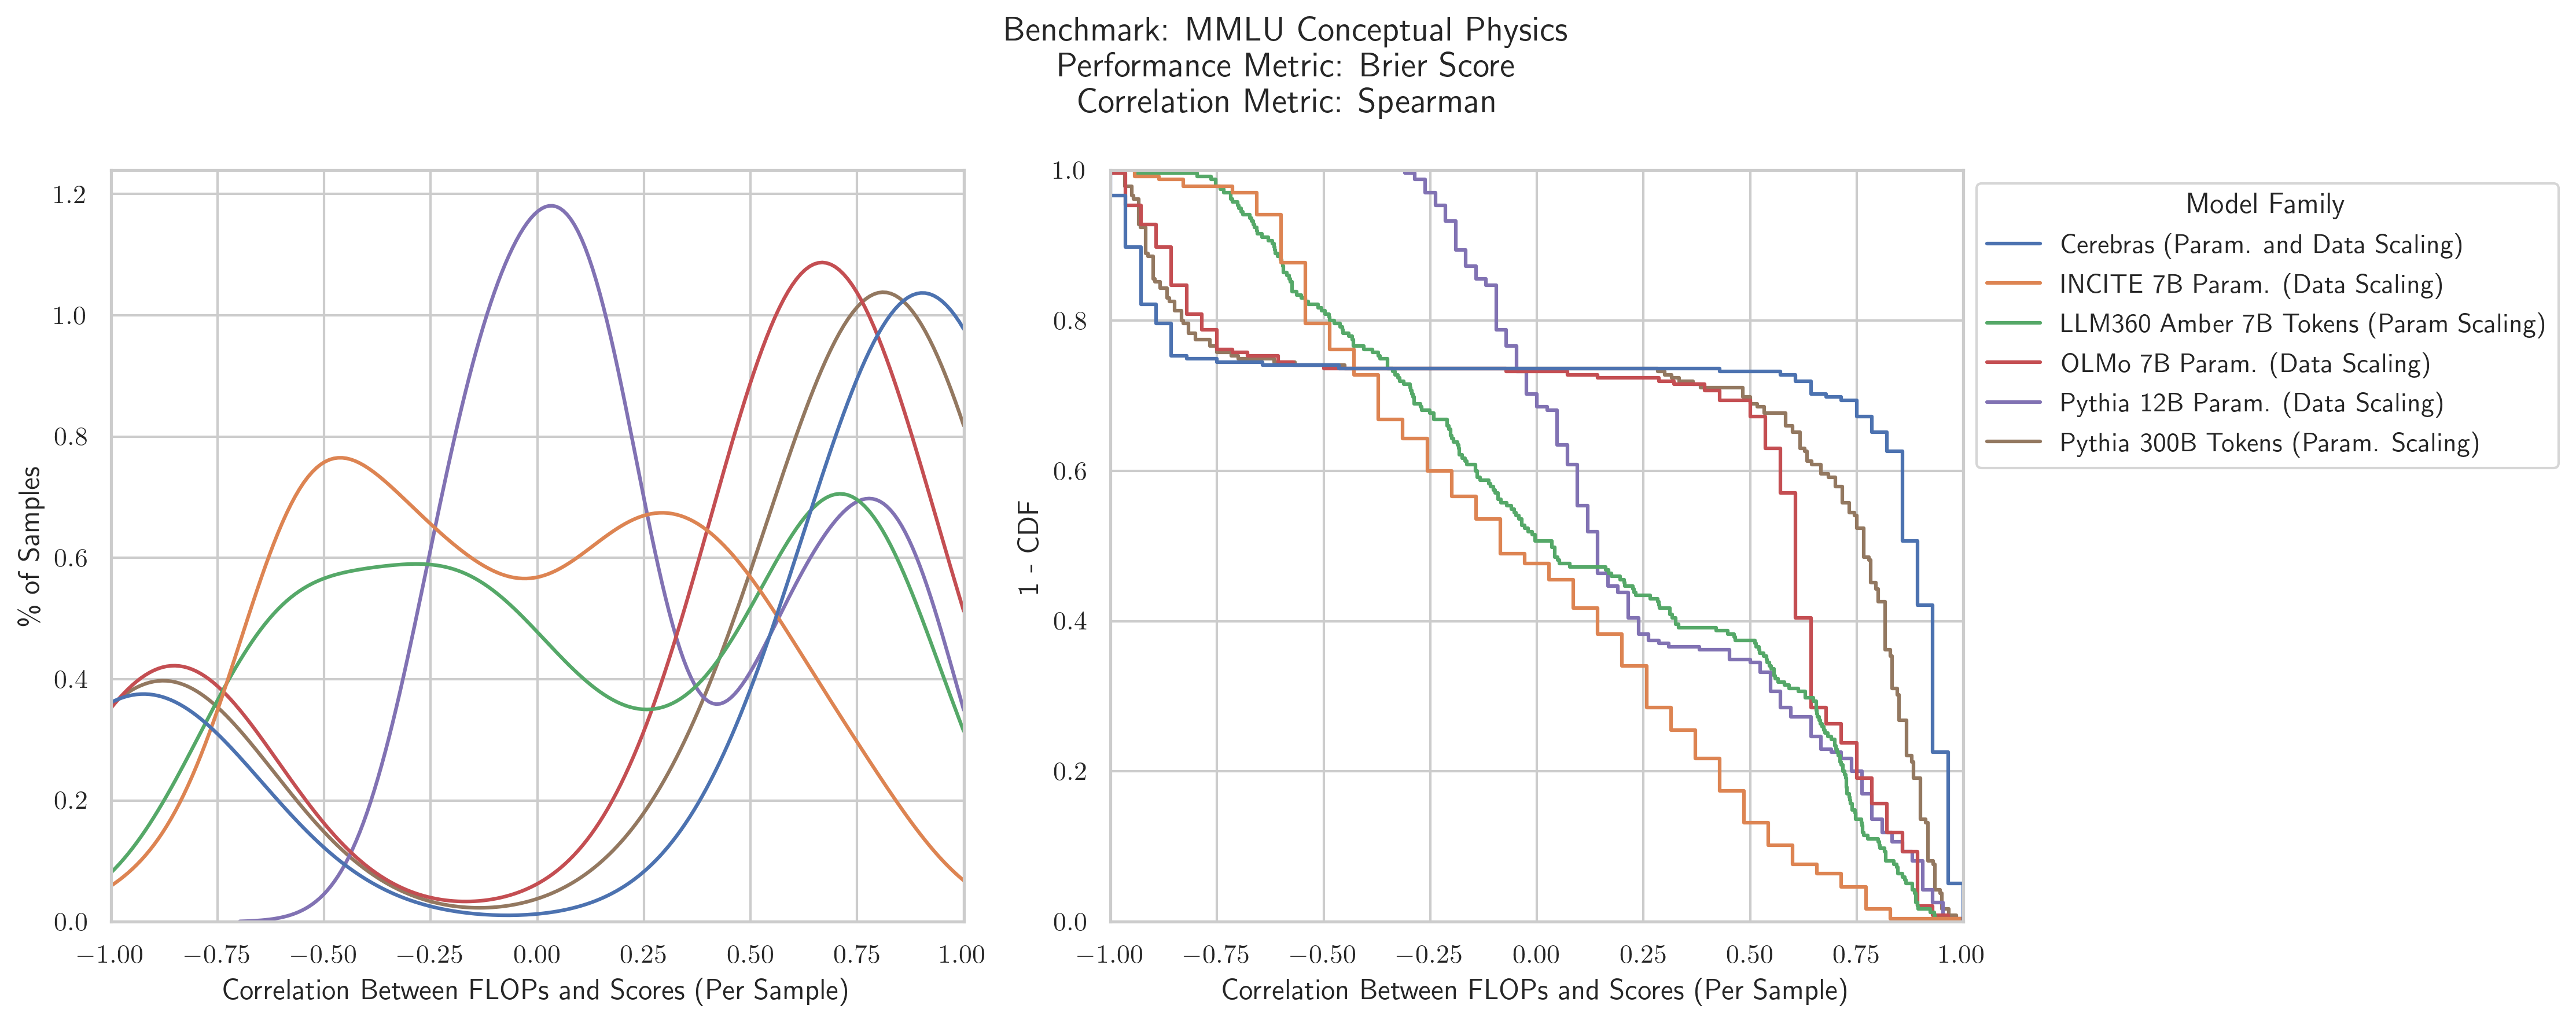 Benchmark: MMLU Conceptual Physics
Performance Metric: Brier Score
Correlation Metric: Spearman
% of Samples
1.2
1.0
0.8
0.6
0.4
0.2
0.0
−1.00 −0.75 −0.50 −0.25 0.00 0.25 0.50 0.75 1.00
Correlation Between FLOPs and Scores (Per Sample)
1 - CDF
1.0
0.8
0.6
0.4
0.2
0.0
−1.00 −0.75 −0.50 −0.25 0.00 0.25 0.50 0.75 1.00
Correlation Between FLOPs and Scores (Per Sample)
Model Family
Cerebras (Param. and Data Scaling)
INCITE 7B Param. (Data Scaling)
LLM360 Amber 7B Tokens (Param Scaling)
OLMo 7B Param. (Data Scaling)
Pythia 12B Param. (Data Scaling)
Pythia 300B Tokens (Param. Scaling)